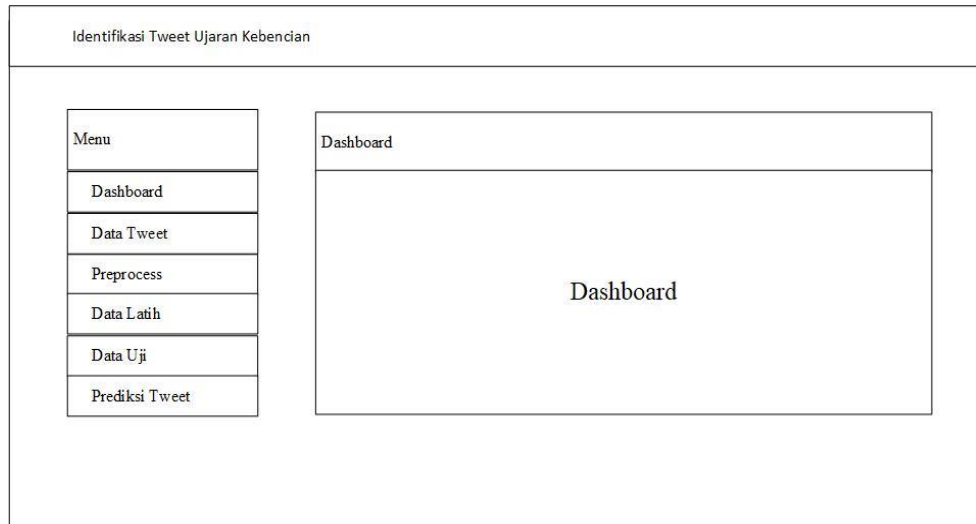 Identifikasi Tweet Ujaran Kebencian
Menu
Dashboard
Data Tweet
Preprocess
Data Latih
Data Uji
Prediksi Tweet
Dashboard
Dashboard